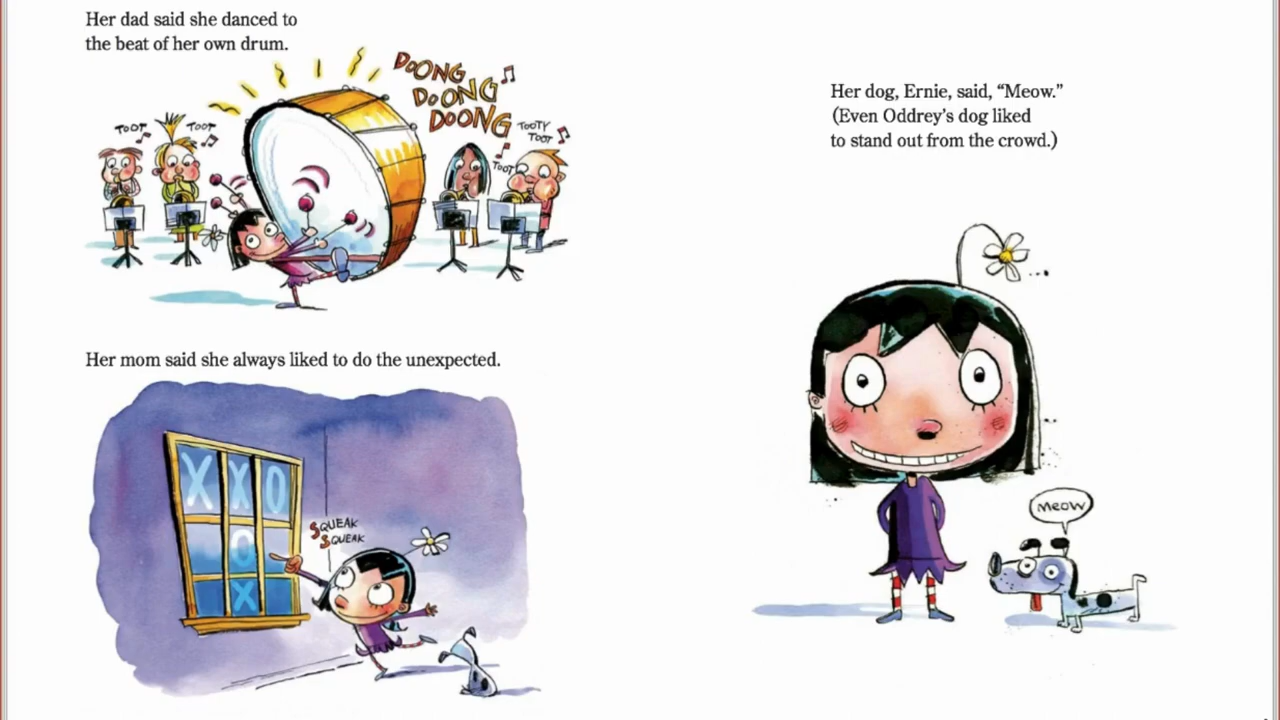 Her dad said she danced to
the beat of her own drum.
DOONG
DOONG
DOONG
TOOT
TOOT
TOOTY
TOOT
TOOT
Her mom said she always liked to do the unexpected.
X X O
O
X
SQUEAK
SQUEAK
Her dog, Ernie, said, “Meow.”
(Even Oddrey’s dog liked
to stand out from the crowd.)
Meow